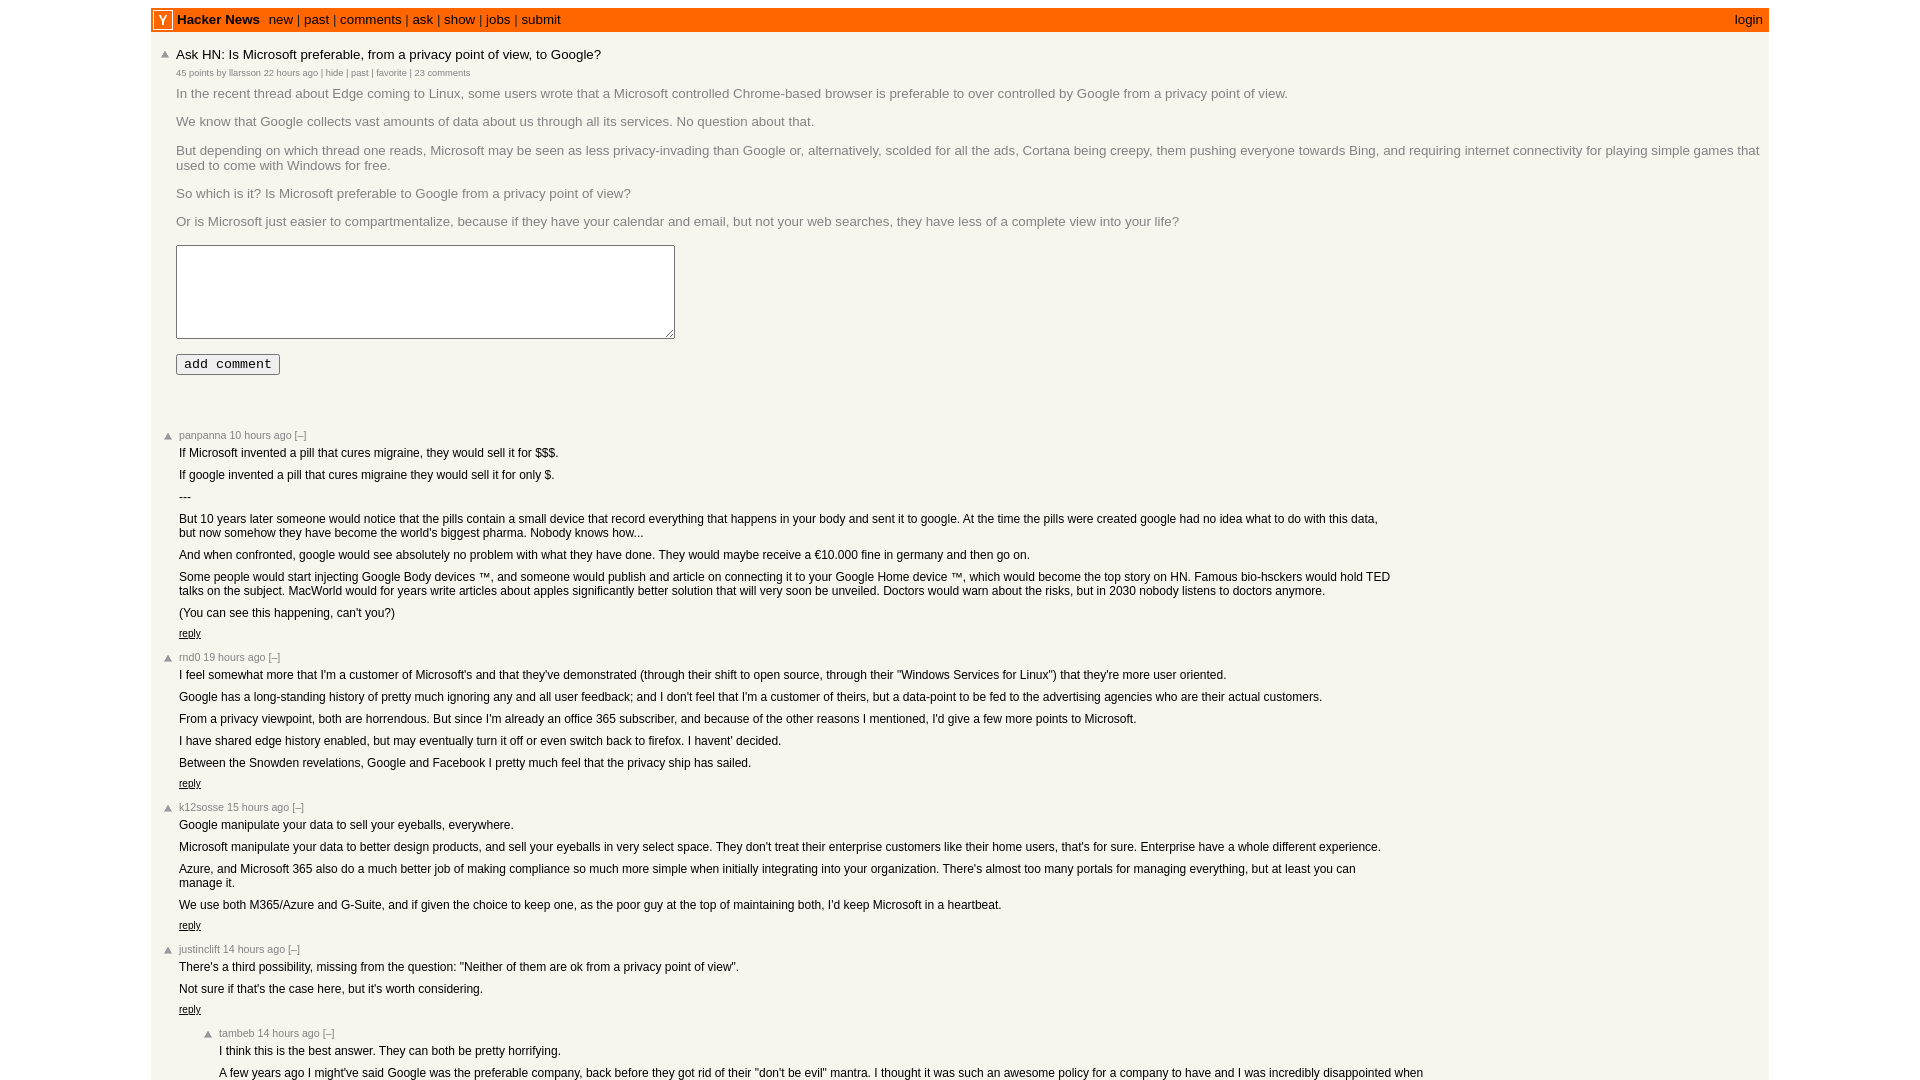 Y Hacker News new | past | comments | ask | show | jobs | submit login
Ask HN: Is Microsoft preferable, from a privacy point of view, to Google?
45 points by llarsson 22 hours ago | hide | past | favorite | 23 comments
In the recent thread about Edge coming to Linux, some users wrote that a Microsoft controlled Chrome-based browser is preferable to over controlled by Google from a privacy point of view.
We know that Google collects vast amounts of data about us through all its services. No question about that.
But depending on which thread one reads, Microsoft may be seen as less privacy-invading than Google or, alternatively, scolded for all the ads, Cortana being creepy, them pushing everyone towards Bing, and requiring internet connectivity for playing simple games that
used to come with Windows for free.
So which is it? Is Microsoft preferable to Google from a privacy point of view?
Or is Microsoft just easier to compartmentalize, because if they have your calendar and email, but not your web searches, they have less of a complete view into your life?
add comment
panpanna 10 hours ago [–]
If Microsoft invented a pill that cures migraine, they would sell it for $$$.
If google invented a pill that cures migraine they would sell it for only $.
---
But 10 years later someone would notice that the pills contain a small device that record everything that happens in your body and sent it to google. At the time the pills were created google had no idea what to do with this data,
but now somehow they have become the world's biggest pharma. Nobody knows how...
And when confronted, google would see absolutely no problem with what they have done. They would maybe receive a €10.000 fine in germany and then go on.
Some people would start injecting Google Body devices ™, and someone would publish and article on connecting it to your Google Home device ™, which would become the top story on HN. Famous bio-hsckers would hold TED
talks on the subject. MacWorld would for years write articles about apples significantly better solution that will very soon be unveiled. Doctors would warn about the risks, but in 2030 nobody listens to doctors anymore.
(You can see this happening, can't you?)
reply
rnd0 19 hours ago [–]
I feel somewhat more that I'm a customer of Microsoft's and that they've demonstrated (through their shift to open source, through their "Windows Services for Linux") that they're more user oriented.
Google has a long-standing history of pretty much ignoring any and all user feedback; and I don't feel that I'm a customer of theirs, but a data-point to be fed to the advertising agencies who are their actual customers.
From a privacy viewpoint, both are horrendous. But since I'm already an office 365 subscriber, and because of the other reasons I mentioned, I'd give a few more points to Microsoft.
I have shared edge history enabled, but may eventually turn it off or even switch back to firefox. I havent' decided.
Between the Snowden revelations, Google and Facebook I pretty much feel that the privacy ship has sailed.
reply
k12sosse 15 hours ago [–]
Google manipulate your data to sell your eyeballs, everywhere.
Microsoft manipulate your data to better design products, and sell your eyeballs in very select space. They don't treat their enterprise customers like their home users, that's for sure. Enterprise have a whole different experience.
Azure, and Microsoft 365 also do a much better job of making compliance so much more simple when initially integrating into your organization. There's almost too many portals for managing everything, but at least you can
manage it.
We use both M365/Azure and G-Suite, and if given the choice to keep one, as the poor guy at the top of maintaining both, I'd keep Microsoft in a heartbeat.
reply
justinclift 14 hours ago [–]
There's a third possibility, missing from the question: "Neither of them are ok from a privacy point of view".
Not sure if that's the case here, but it's worth considering.
reply
tambeb 14 hours ago [–]
I think this is the best answer. They can both be pretty horrifying.
A few years ago I might've said Google was the preferable company, back before they got rid of their "don't be evil" mantra. I thought it was such an awesome policy for a company to have and I was incredibly disappointed when